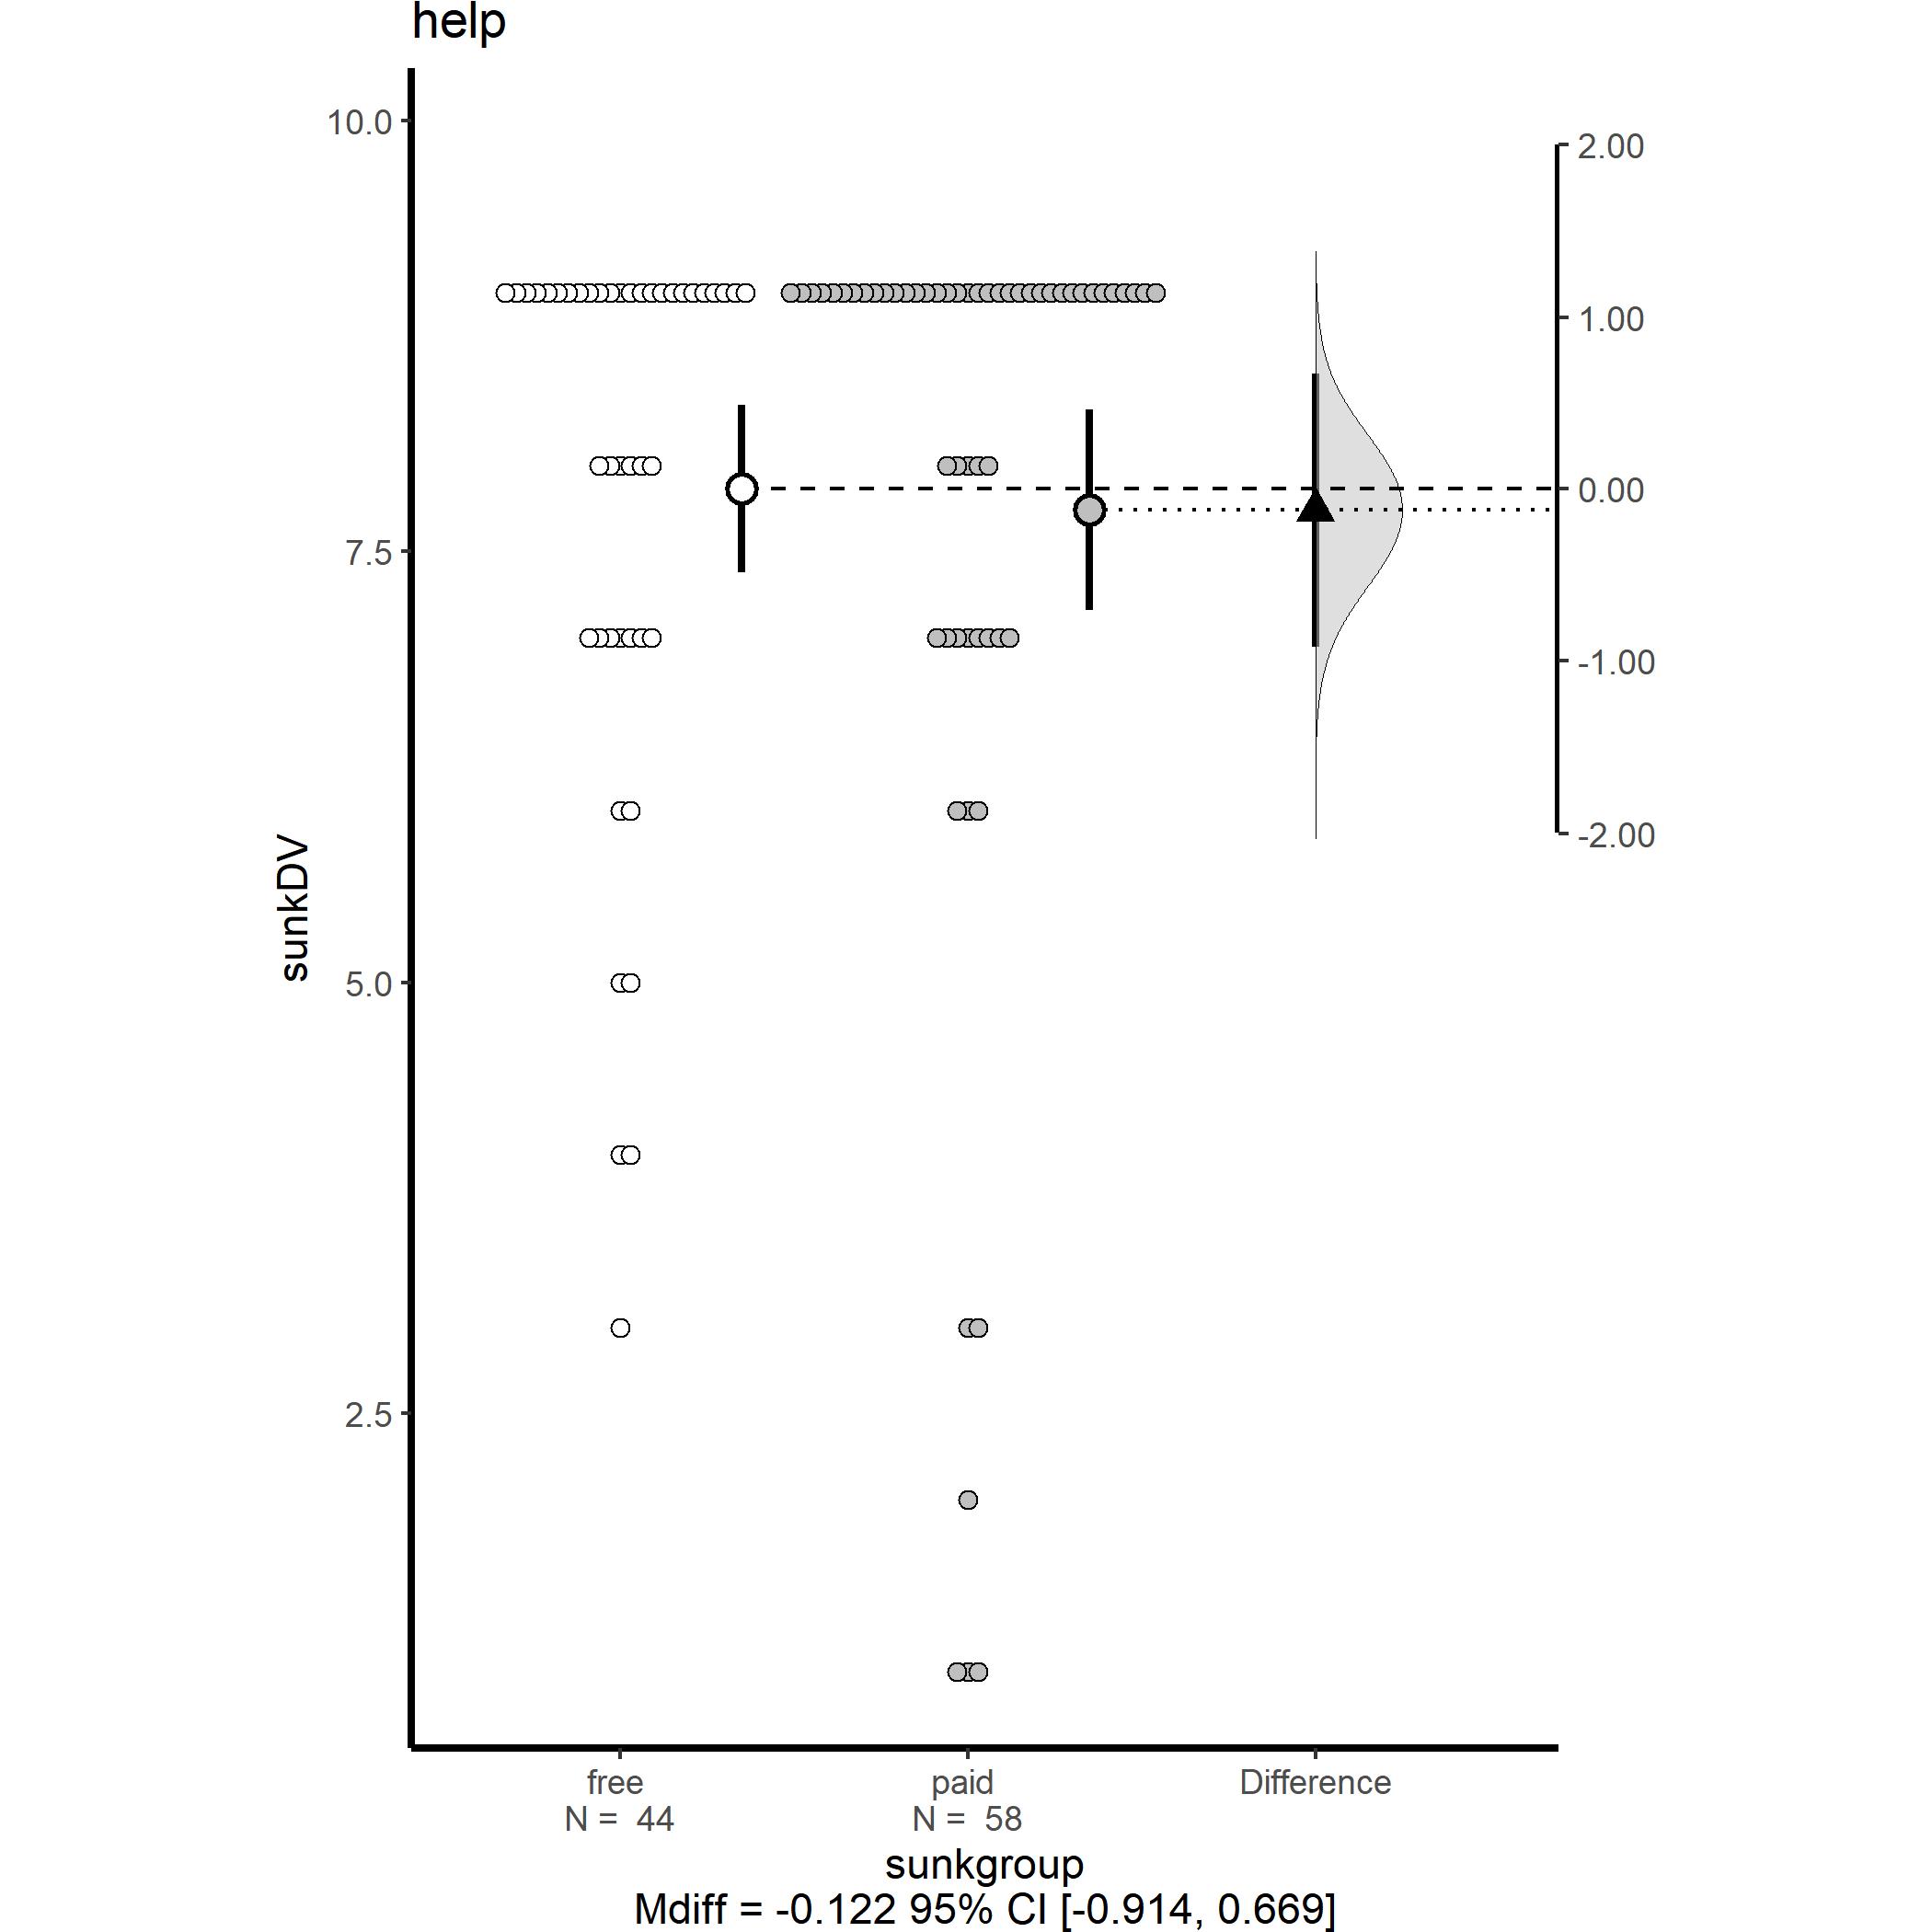 help
10.0
7.5
5.0
2.5
sunkDV
2.00
1.00
0.00
-1.00
-2.00
free
N =  44
paid
N =  58
Difference
sunkgroup
Mdiff = -0.122 95% CI [-0.914, 0.669]